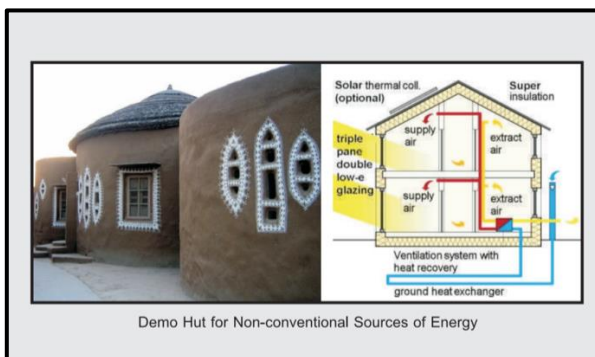 Solar thermal coll.
(optional)
Super
insulation
triple
pane
double
low-e
glazing
supply
air
extract
air
supply
air
extract
air
Ventilation system with
heat recovery
ground heat exchanger
Demo Hut for Non-conventional Sources of Energy